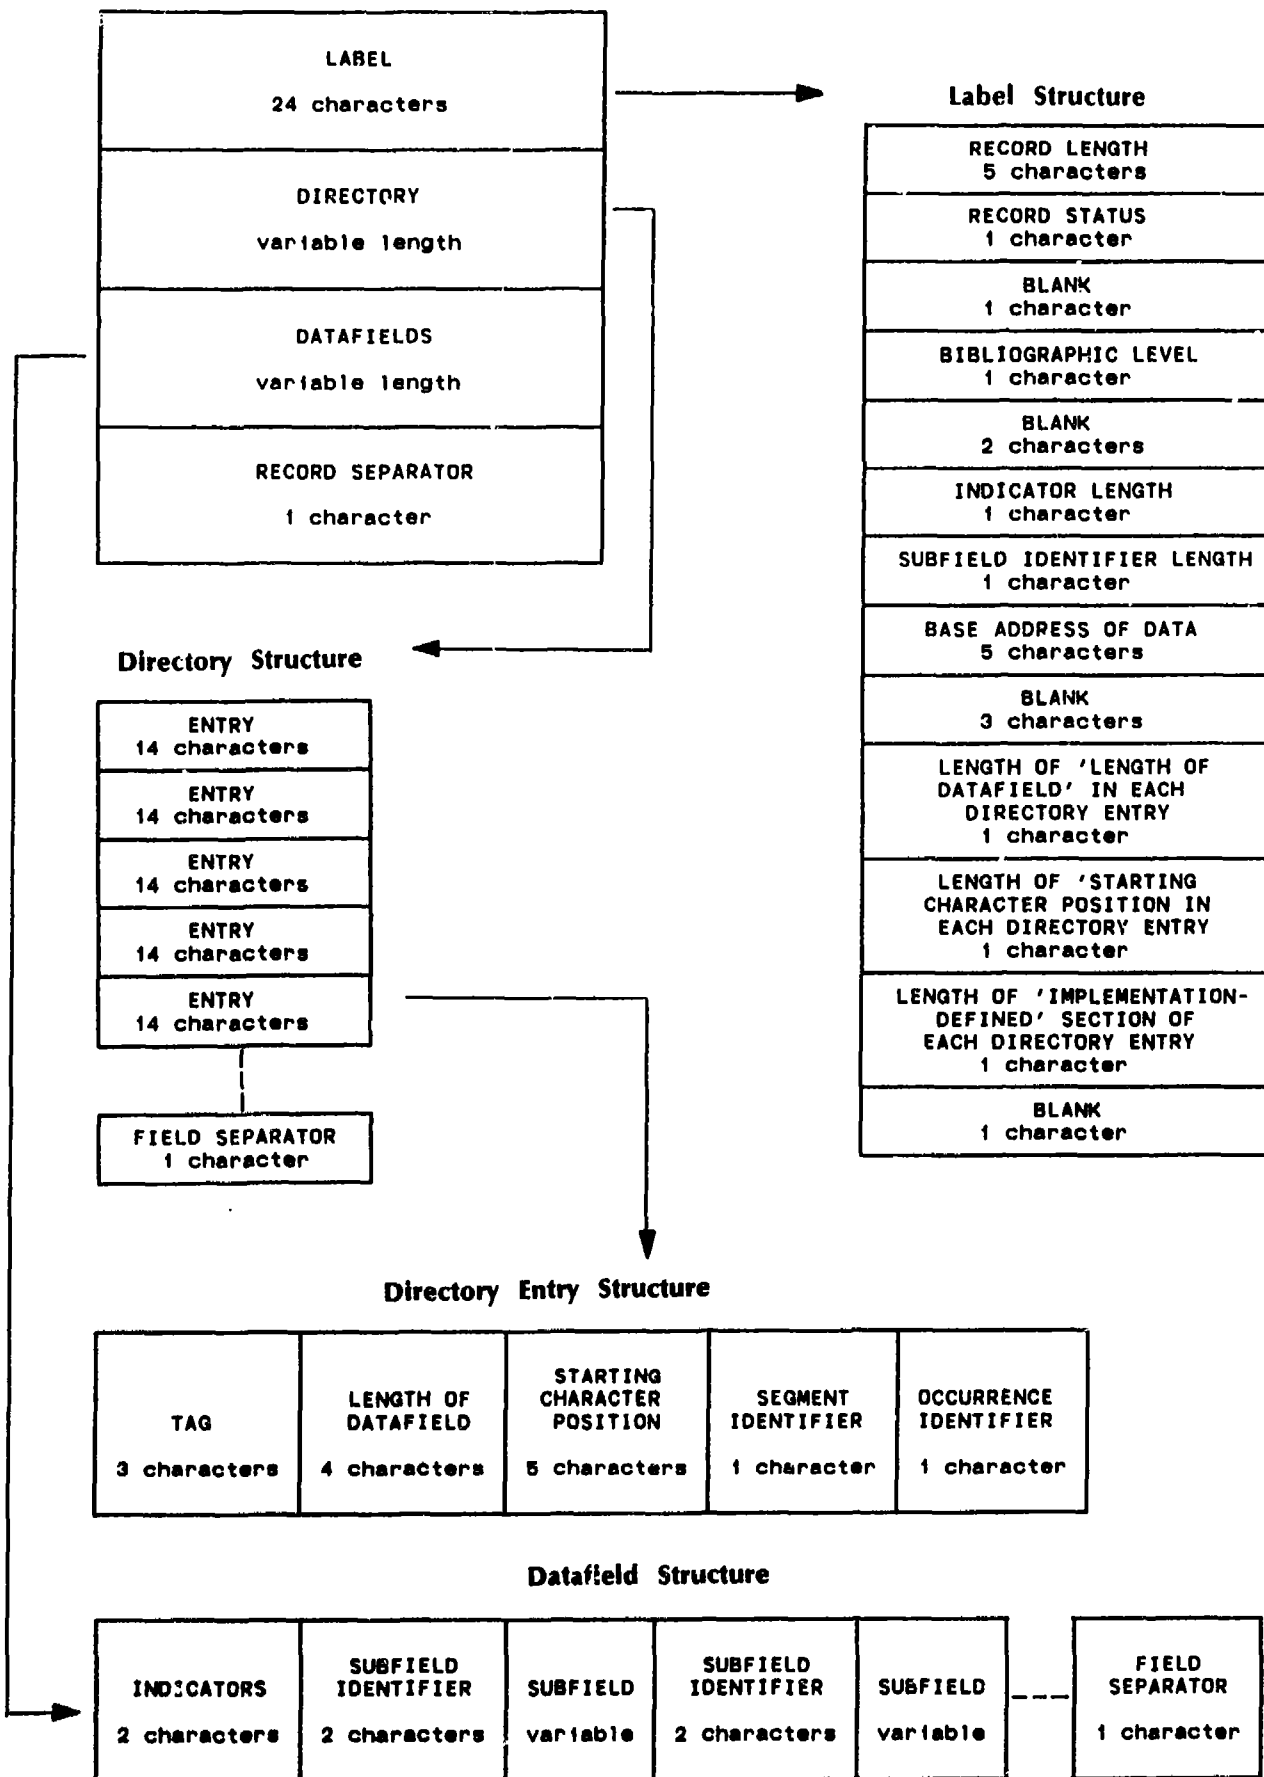 LABEL
24 characters
DIRECTORY
variable length
DATAFIELDS
variable length
RECORD SEPARATOR
1 character
Label Structure
RECORD LENGTH
5 characters
RECORD STATUS
1 character
BLANK
1 character
BIBLIOGRAPHIC LEVEL
1 character
BLANK
2 characters
INDICATOR LENGTH
1 character
SUBFIELD IDENTIFIER LENGTH
1 character
BASE ADDRESS OF DATA
5 characters
BLANK
3 characters
LENGTH OF 'LENGTH OF
DATAFIELD' IN EACH
DIRECTORY ENTRY
1 character
LENGTH OF 'STARTING
CHARACTER POSITION IN
EACH DIRECTORY ENTRY
1 character
LENGTH OF 'IMPLEMENTATION-
DEFINED' SECTION OF
EACH DIRECTORY ENTRY
1 character
BLANK
1 character
Directory Structure
ENTRY
14 characters
ENTRY
14 characters
ENTRY
14 characters
ENTRY
14 characters
ENTRY
14 characters
FIELD SEPARATOR
1 character
Directory Entry Structure
TAG
3 characters
LENGTH OF
DATAFIELD
4 characters
STARTING
CHARACTER
POSITION
5 characters
SEGMENT
IDENTIFIER
1 character
OCCURRENCE
IDENTIFIER
1 character
Datafield Structure
INDICATORS
2 characters
SUBFIELD
IDENTIFIER
2 characters
SUBFIELD
variable
SUBFIELD
IDENTIFIER
2 characters
SUBFIELD
variable
FIELD
SEPARATOR
1 character